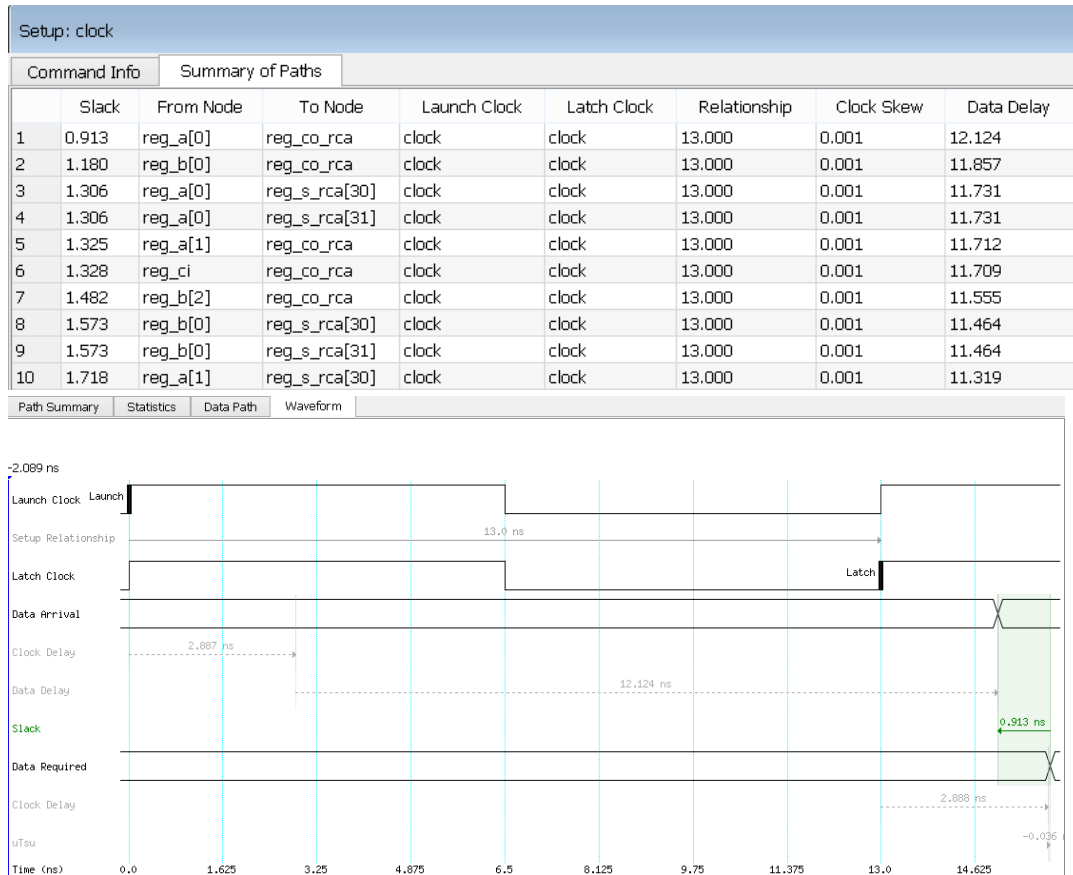 Setup: clock
Command Info Summary of Paths
Slack From Node To Node Launch Clock Latch Clock Relationship Clock Skew Data Delay
1 0.913 reg_a[0] reg_co_rca clock clock 13.000 0.001 12.124
2 1.180 reg_b[0] reg_co_rca clock clock 13.000 0.001 11.857
3 1.306 reg_a[0] reg_s_rca[30] clock clock 13.000 0.001 11.731
4 1.306 reg_a[0] reg_s_rca[31] clock clock 13.000 0.001 11.731
5 1.325 reg_a[1] reg_co_rca clock clock 13.000 0.001 11.712
6 1.328 reg_ci reg_co_rca clock clock 13.000 0.001 11.709
7 1.482 reg_b[2] reg_co_rca clock clock 13.000 0.001 11.555
8 1.573 reg_b[0] reg_s_rca[30] clock clock 13.000 0.001 11.464
9 1.573 reg_b[0] reg_s_rca[31] clock clock 13.000 0.001 11.464
10 1.718 reg_a[1] reg_s_rca[30] clock clock 13.000 0.001 11.319
Path Summary Statistics Data Path Waveform
-2.089 ns
Launch Clock Launch
Setup Relationship 13.0 ns
Latch Clock Latch
Data Arrival
Clock Delay 2.887 ns
Data Delay 12.124 ns
Slack 0.913 ns
Data Required
Clock Delay 2.888 ns
uTsu -0.036
Time (ns) 0.0 1.625 3.25 4.875 6.5 8.125 9.75 11.375 13.0 14.625